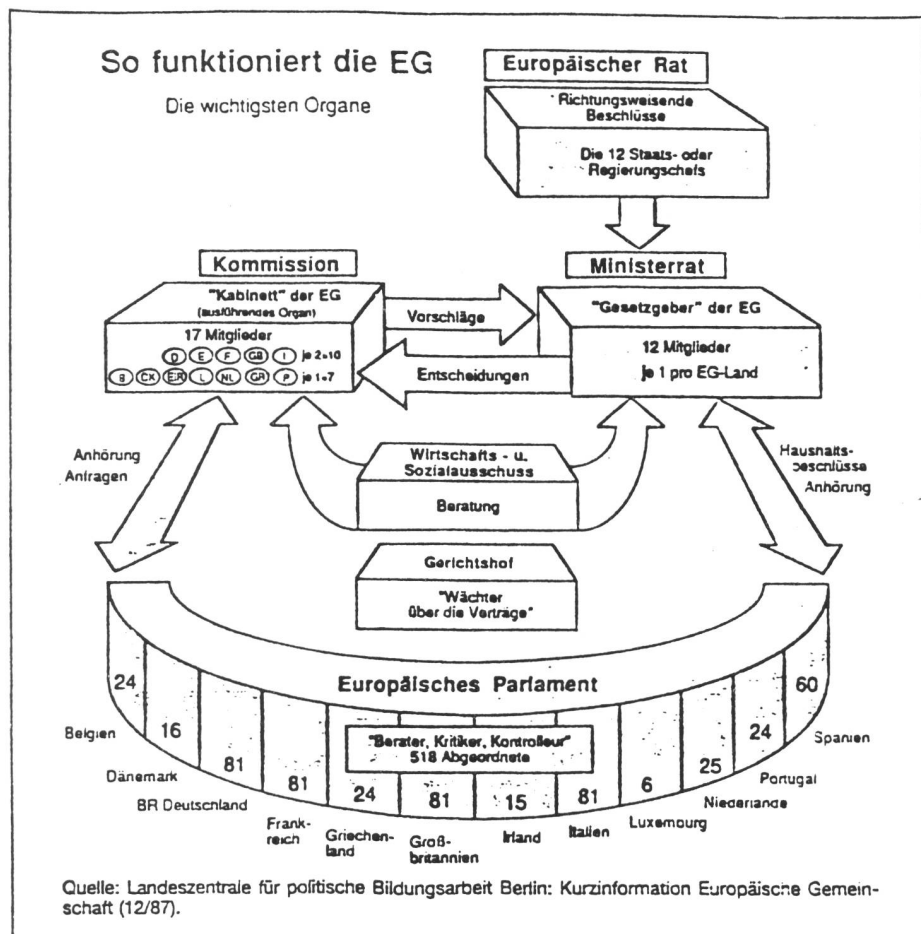 So funktioniert die EG
Die wichtigsten Organe
Europäischer Rat
Richtungsweisende
Beschlüsse
Die 12 Staats- oder
Regierungschefs
Kommission
"Kabinett" der EG
(ausführendes Organ)
17 Mitglieder
D E F GB I je 2=10
B CK EIR L NL GR P je 1=7
Vorschläge
Entscheidungen
Ministerrat
"Gesetzgeber" der EG
12 Mitglieder
je 1 pro EG-Land
Anhörung
Anfragen
Wirtschafts- u.
Sozialausschuss
Beratung
Haushalts-
beschlüsse
Anhörung
Gerichtshof
"Wächter
über die Verträge"
Europäisches Parlament
"Berater, Kritiker, Kontrolleur"
518 Abgeordnete
24
16
81
81
24
81
15
81
6
25
24
60
Belgien
Dänemark
BR Deutschland
Frank-
reich
Griechen-
land
Groß-
britannien
Irland
Italien
Luxemourg
Niederlande
Portugal
Spanien
Quelle: Landeszentrale für politische Bildungsarbeit Berlin: Kurzinformation Europäische Gemein-
schaft (12/87).